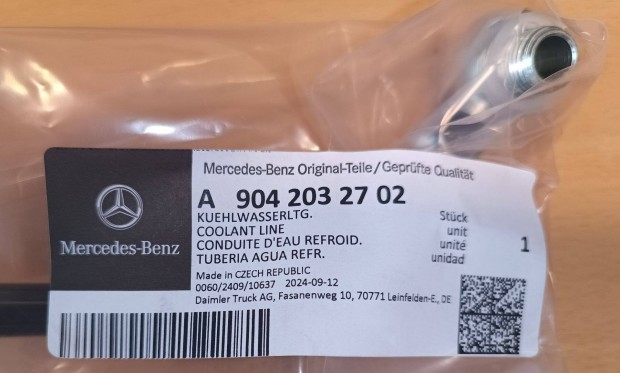 Mercedes-Benz Original-Teile/Geprüfte Qualität
A 904 203 27 02
KUEHLWASSERLTG.
COOLANT LINE
CONDUITE D'EAU REFROID.
TUBERIA AGUA REFR.
Stück
unit
unité
unidad
1
Mercedes-Benz
Made in CZECH REPUBLIC
0060/2409/10637 2024-09-12
Daimler Truck AG, Fasanenweg 10, 70771 Leinfelden-E., DE